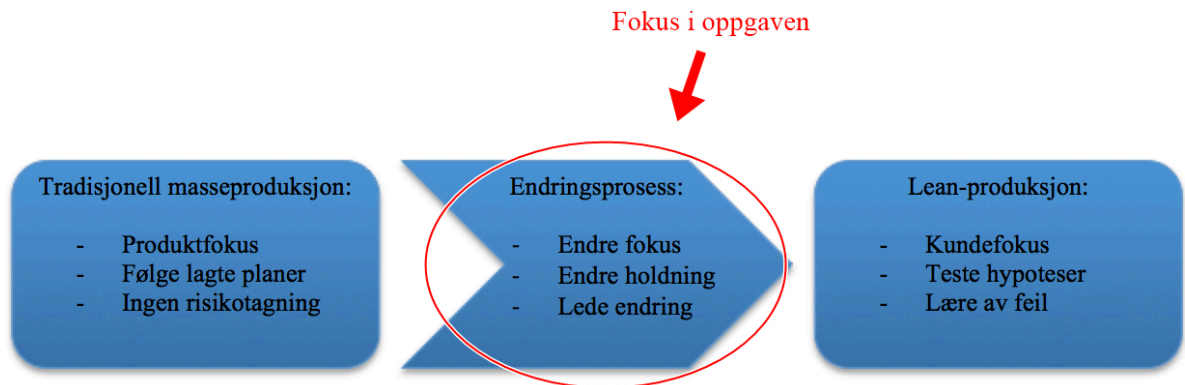 Fokus i oppgaven
Tradisjonell masseproduksjon:
- Produktfokus
- Følge lagte planer
- Ingen risikotagning
Endringsprosess:
- Endre fokus
- Endre holdning
- Lede endring
Lean-produksjon:
- Kundefokus
- Teste hypoteser
- Lære av feil